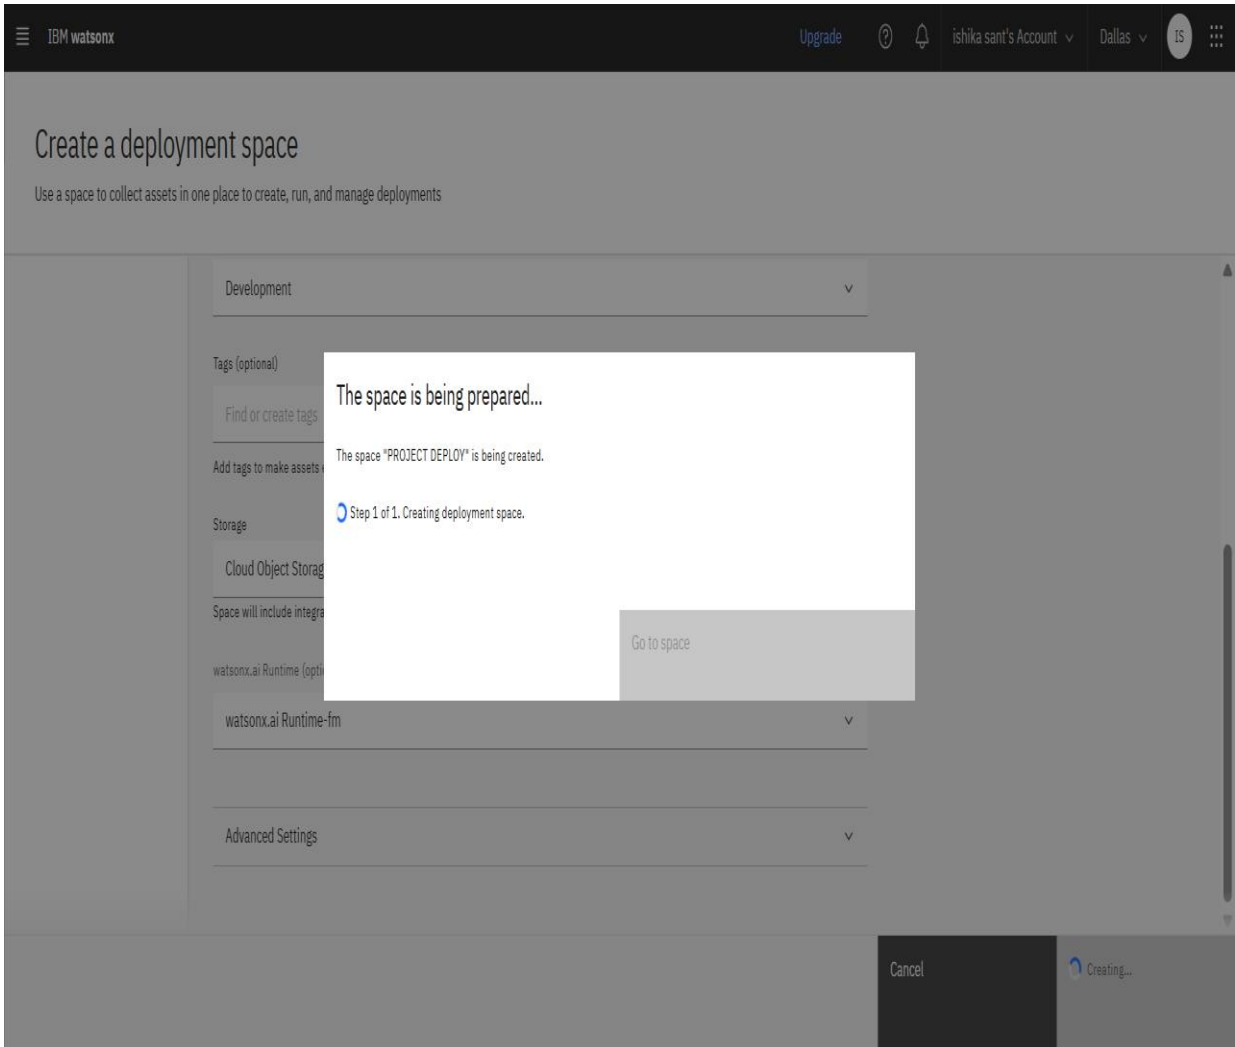 IBM watsonx
Upgrade
ishika sant's Account
Dallas
IS
Create a deployment space
Use a space to collect assets in one place to create, run, and manage deployments
Development
Tags (optional)
Find or create tags
Add tags to make assets
Storage
Cloud Object Storag
Space will include integra
watsonx.ai Runtime (opti
watsonx.ai Runtime-fm
Advanced Settings
The space is being prepared...
The space "PROJECT DEPLOY" is being created.
Step 1 of 1. Creating deployment space.
Go to space
Cancel
Creating...